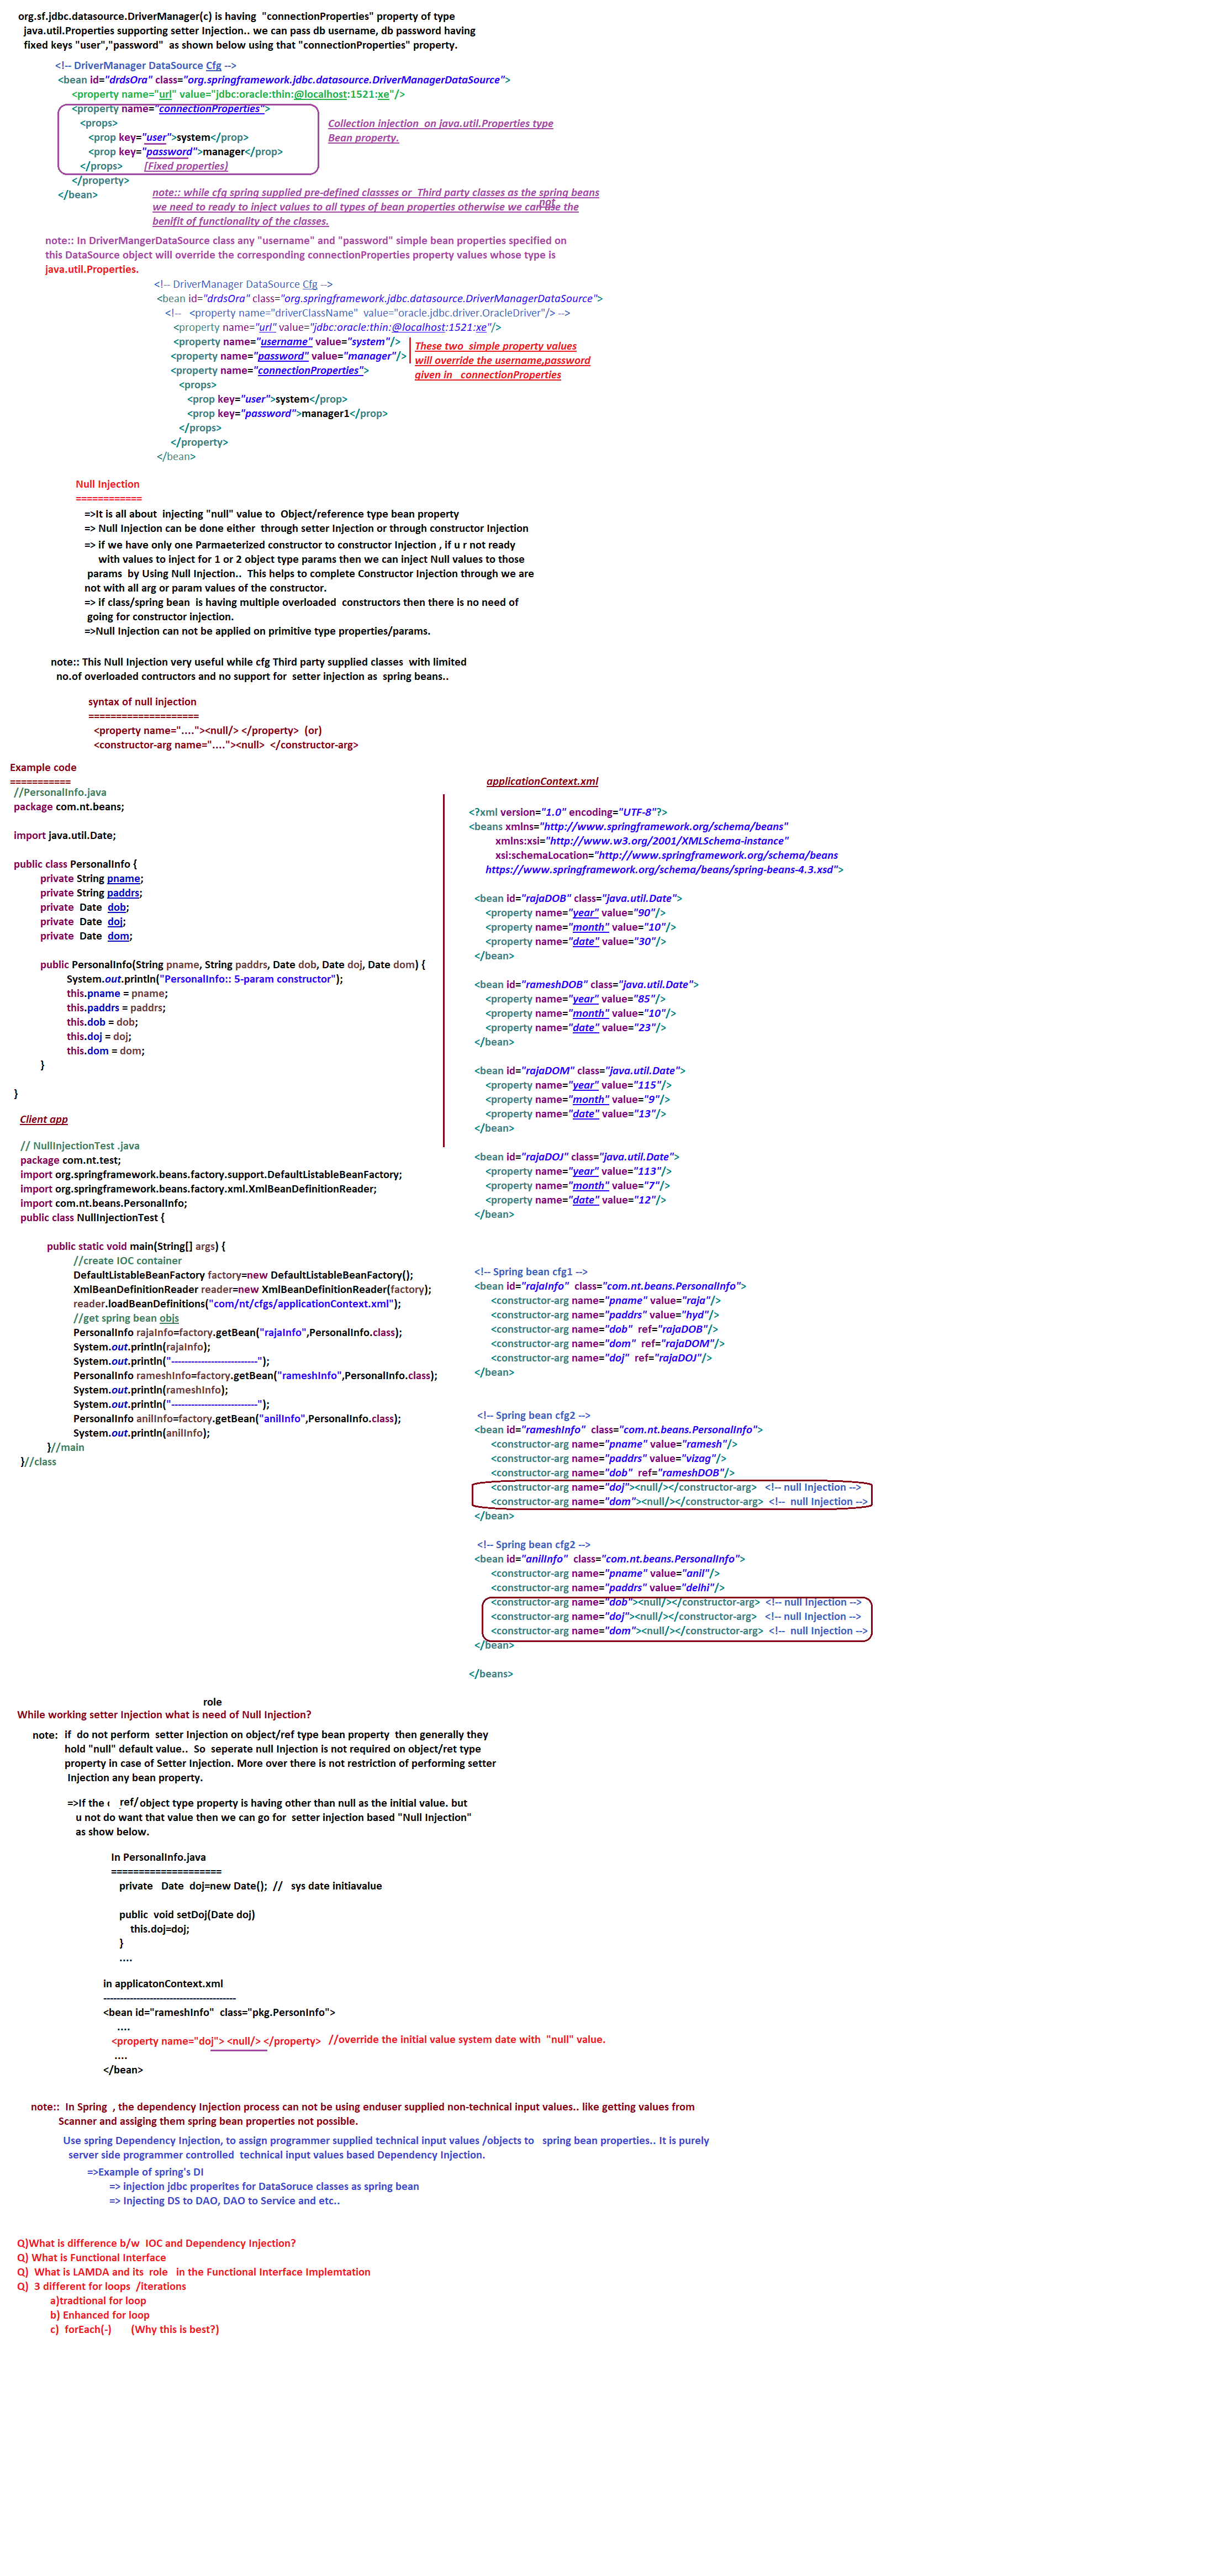 org.sf.jdbc.datasource.DriverManager(c) is having "connectionProperties" property of type
java.util.Properties supporting setter Injection.. we can pass db username, db password having
fixed keys "user","password" as shown below using that "connectionProperties" property.
<!-- DriverManager DataSource Cfg -->
<bean id="drdsOra" class="org.springframework.jdbc.datasource.DriverManagerDataSource">
<property name="url" value="jdbc:oracle:thin:@localhost:1521:xe"/>
<property name="connectionProperties">
<props>
<prop key="user">system</prop>
<prop key="password">manager</prop>
</props> [Fixed properties)
</property>
</bean>
Collection injection on java.util.Properties type
Bean property.
note:: while cfg spring supplied pre-defined classses or Third party classes as the spring beans
we need to ready to inject values to all types of bean properties otherwise we can use the
not
benifit of functionality of the classes.
note:: In DriverMangerDataSource class any "username" and "password" simple bean properties specified on
this DataSource object will override the corresponding connectionProperties property values whose type is
java.util.Properties.
<!-- DriverManager DataSource Cfg -->
<bean id="drdsOra" class="org.springframework.jdbc.datasource.DriverManagerDataSource">
<!-- <property name="driverClassName" value="oracle.jdbc.driver.OracleDriver"/> -->
<property name="url" value="jdbc:oracle:thin:@localhost:1521:xe"/>
<property name="username" value="system"/>
<property name="password" value="manager"/>
<property name="connectionProperties">
<props>
<prop key="user">system</prop>
<prop key="password">manager1</prop>
</props>
</property>
</bean>
These two simple property values
will override the username,password
given in connectionProperties
Null Injection
============
=>It is all about injecting "null" value to Object/reference type bean property
=> Null Injection can be done either through setter Injection or through constructor Injection
=> if we have only one Parmaeterized constructor to constructor Injection , if u r not ready
with values to inject for 1 or 2 object type params then we can inject Null values to those
params by Using Null Injection.. This helps to complete Constructor Injection through we are
not with all arg or param values of the constructor.
=> if class/spring bean is having multiple overloaded constructors then there is no need of
going for constructor injection.
=>Null Injection can not be applied on primitive type properties/params.
note:: This Null Injection very useful while cfg Third party supplied classes with limited
no.of overloaded contructors and no support for setter injection as spring beans..
syntax of null injection
====================
<property name="...."><null/> </property> (or)
<constructor-arg name="...."><null> </constructor-arg>
Example code
===========
//PersonalInfo.java
package com.nt.beans;
import java.util.Date;
public class PersonalInfo {
private String pname;
private String paddrs;
private Date dob;
private Date doj;
private Date dom;
public PersonalInfo(String pname, String paddrs, Date dob, Date doj, Date dom) {
System.out.println("PersonalInfo:: 5-param constructor");
this.pname = pname;
this.paddrs = paddrs;
this.dob = dob;
this.doj = doj;
this.dom = dom;
}
}
Client app
// NullInjectionTest .java
package com.nt.test;
import org.springframework.beans.factory.support.DefaultListableBeanFactory;
import org.springframework.beans.factory.xml.XmlBeanDefinitionReader;
import com.nt.beans.PersonalInfo;
public class NullInjectionTest {
public static void main(String[] args) {
//create IOC container
DefaultListableBeanFactory factory=new DefaultListableBeanFactory();
XmlBeanDefinitionReader reader=new XmlBeanDefinitionReader(factory);
reader.loadBeanDefinitions("com/nt/cfgs/applicationContext.xml");
//get spring bean objs
PersonalInfo rajaInfo=factory.getBean("rajaInfo",PersonalInfo.class);
System.out.println(rajaInfo);
System.out.println("--------------------------");
PersonalInfo rameshInfo=factory.getBean("rameshInfo",PersonalInfo.class);
System.out.println(rameshInfo);
System.out.println("--------------------------");
PersonalInfo anilInfo=factory.getBean("anilInfo",PersonalInfo.class);
System.out.println(anilInfo);
}//main
}//class
applicationContext.xml
<?xml version="1.0" encoding="UTF-8"?>
<beans xmlns="http://www.springframework.org/schema/beans"
xmlns:xsi="http://www.w3.org/2001/XMLSchema-instance"
xsi:schemaLocation="http://www.springframework.org/schema/beans
https://www.springframework.org/schema/beans/spring-beans-4.3.xsd">
<bean id="rajaDOB" class="java.util.Date">
<property name="year" value="90"/>
<property name="month" value="10"/>
<property name="date" value="30"/>
</bean>
<bean id="rameshDOB" class="java.util.Date">
<property name="year" value="85"/>
<property name="month" value="10"/>
<property name="date" value="23"/>
</bean>
<bean id="rajaDOM" class="java.util.Date">
<property name="year" value="115"/>
<property name="month" value="9"/>
<property name="date" value="13"/>
</bean>
<bean id="rajaDOJ" class="java.util.Date">
<property name="year" value="113"/>
<property name="month" value="7"/>
<property name="date" value="12"/>
</bean>
<!-- Spring bean cfg1 -->
<bean id="rajaInfo" class="com.nt.beans.PersonalInfo">
<constructor-arg name="pname" value="raja"/>
<constructor-arg name="paddrs" value="hyd"/>
<constructor-arg name="dob" ref="rajaDOB"/>
<constructor-arg name="dom" ref="rajaDOM"/>
<constructor-arg name="doj" ref="rajaDOJ"/>
</bean>
<!-- Spring bean cfg2 -->
<bean id="rameshInfo" class="com.nt.beans.PersonalInfo">
<constructor-arg name="pname" value="ramesh"/>
<constructor-arg name="paddrs" value="vizag"/>
<constructor-arg name="dob" ref="rameshDOB"/>
<constructor-arg name="doj"><null/></constructor-arg> <!-- null Injection -->
<constructor-arg name="dom"><null/></constructor-arg> <!-- null Injection -->
</bean>
<!-- Spring bean cfg2 -->
<bean id="anilInfo" class="com.nt.beans.PersonalInfo">
<constructor-arg name="pname" value="anil"/>
<constructor-arg name="paddrs" value="delhi"/>
<constructor-arg name="dob"><null/></constructor-arg> <!-- null Injection -->
<constructor-arg name="doj"><null/></constructor-arg> <!-- null Injection -->
<constructor-arg name="dom"><null/></constructor-arg> <!-- null Injection -->
</bean>
</beans>
role
While working setter Injection what is need of Null Injection?
note: if do not perform setter Injection on object/ref type bean property then generally they
hold "null" default value.. So seperate null Injection is not required on object/ret type
property in case of Setter Injection. More over there is not restriction of performing setter
Injection any bean property.
=>If the ref/object type property is having other than null as the initial value. but
u not do want that value then we can go for setter injection based "Null Injection"
as show below.
In PersonalInfo.java
====================
private Date doj=new Date(); // sys date initiavalue
public void setDoj(Date doj)
this.doj=doj;
}
....
in applicatonContext.xml
---------------------------------------
<bean id="rameshInfo" class="pkg.PersonInfo">
....
<property name="doj"> <null/> </property> //override the initial value system date with "null" value.
....
</bean>
note:: In Spring , the dependency Injection process can not be using enduser supplied non-technical input values.. like getting values from
Scanner and assiging them spring bean properties not possible.
Use spring Dependency Injection, to assign programmer supplied technical input values /objects to spring bean properties.. It is purely
server side programmer controlled technical input values based Dependency Injection.
=>Example of spring's DI
=> injection jdbc properites for DataSoruce classes as spring bean
=> Injecting DS to DAO, DAO to Service and etc..
Q)What is difference b/w IOC and Dependency Injection?
Q) What is Functional Interface
Q) What is LAMDA and its role in the Functional Interface Implemtation
Q) 3 different for loops /iterations
a)tradtional for loop
b) Enhanced for loop
c) forEach(-) (Why this is best?)